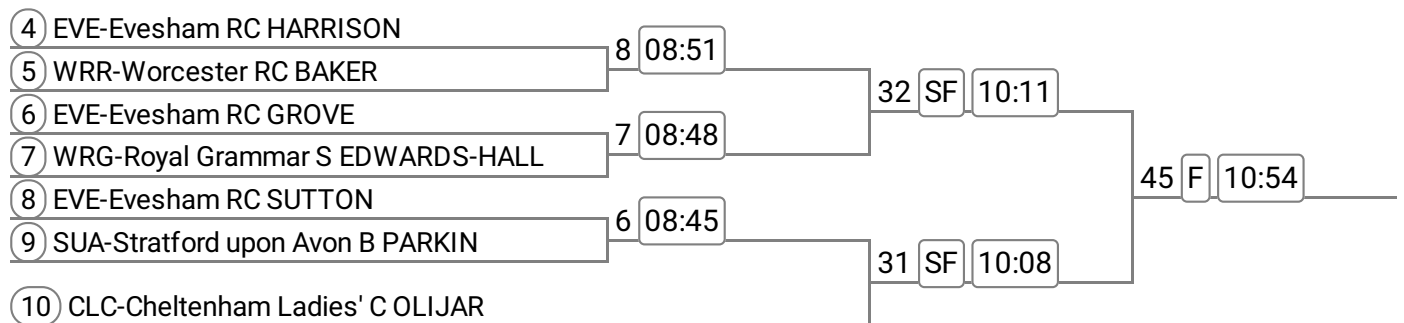 4 EVE-Evesham RC HARRISON
8 08:51
5 WRR-Worcester RC BAKER
32 SF 10:11
6 EVE-Evesham RC GROVE
7 08:48
7 WRG-Royal Grammar S EDWARDS-HALL
45 F 10:54
8 EVE-Evesham RC SUTTON
6 08:45
9 SUA-Stratford upon Avon B PARKIN
31 SF 10:08
10 CLC-Cheltenham Ladies' C OLIJAR